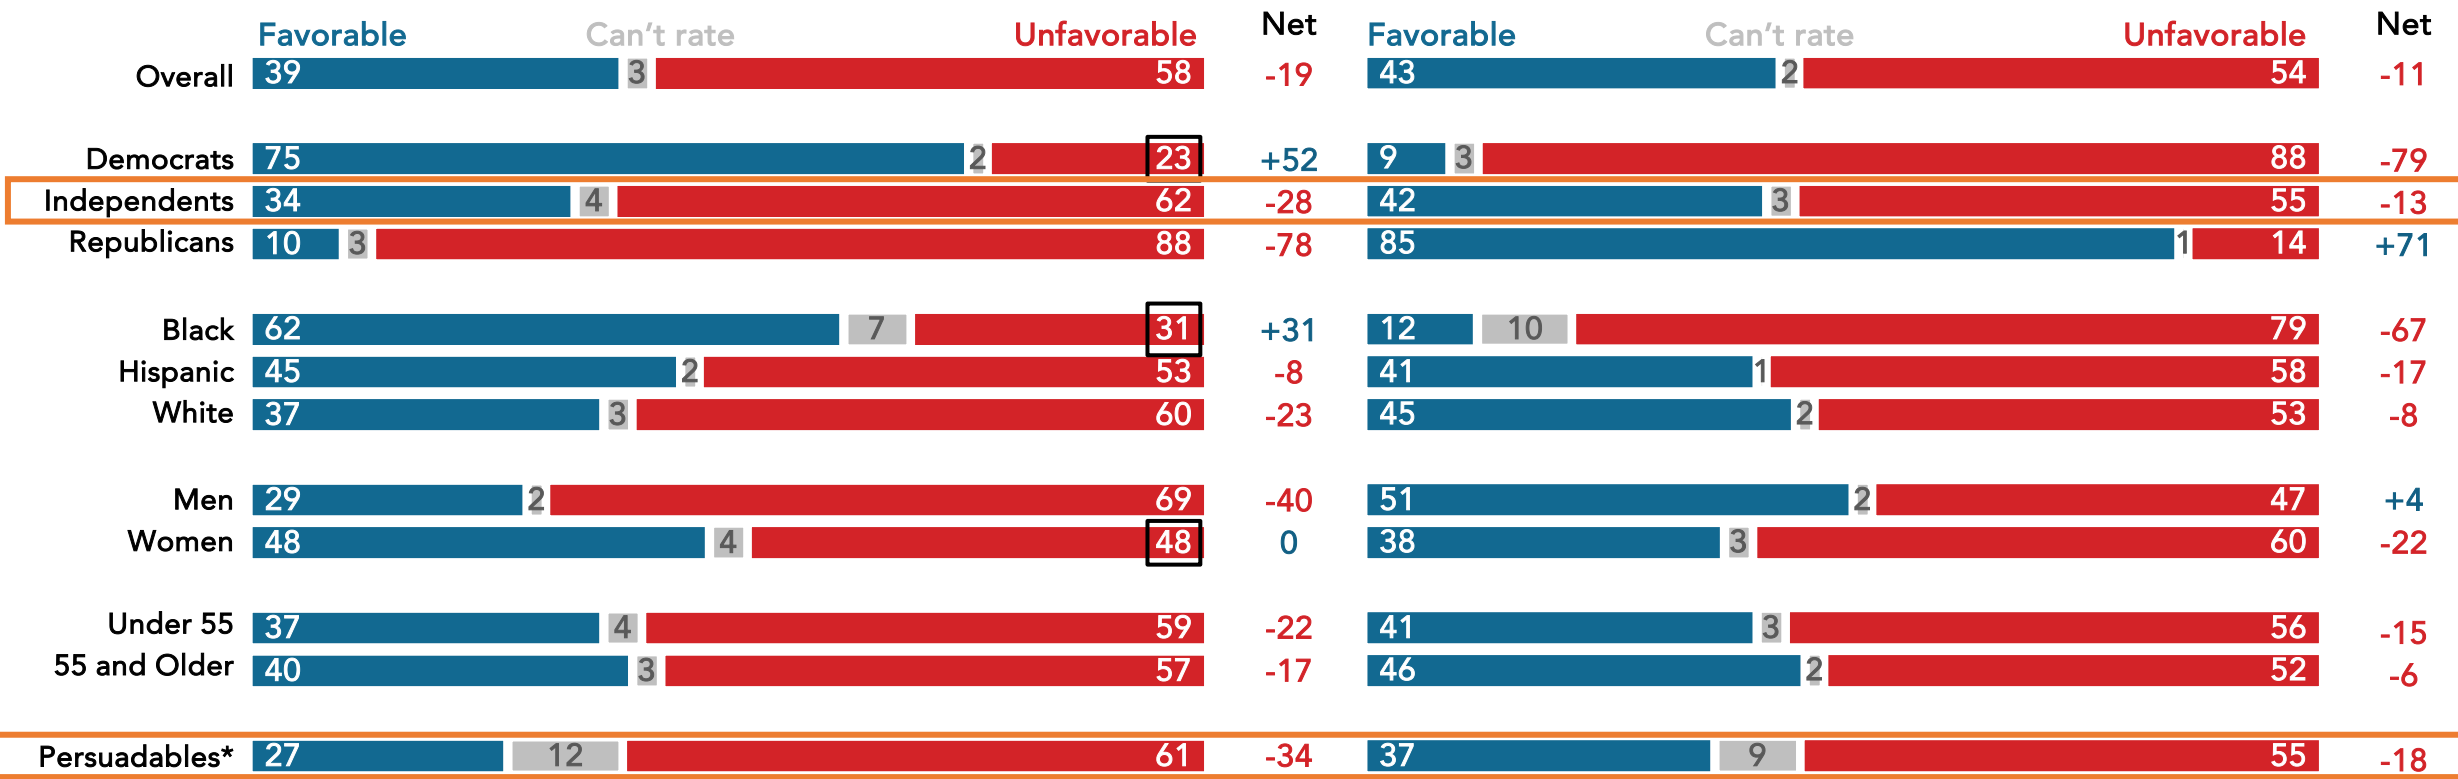 Favorable Can't rate Unfavorable Net Favorable Can't rate Unfavorable Net
Overall 39 3 58 -19 43 2 54 -11
Democrats 75 2 23 +52 9 3 88 -79
Independents 34 4 62 -28 42 3 55 -13
Republicans 10 3 88 -78 85 1 14 +71
Black 62 7 31 +31 12 10 79 -67
Hispanic 45 2 53 -8 41 1 58 -17
White 37 3 60 -23 45 2 53 -8
Men 29 2 69 -40 51 2 47 +4
Women 48 4 48 0 38 3 60 -22
Under 55 37 4 59 -22 41 3 56 -15
55 and Older 40 3 57 -17 46 2 52 -6
Persuadables* 27 12 61 -34 37 9 55 -18